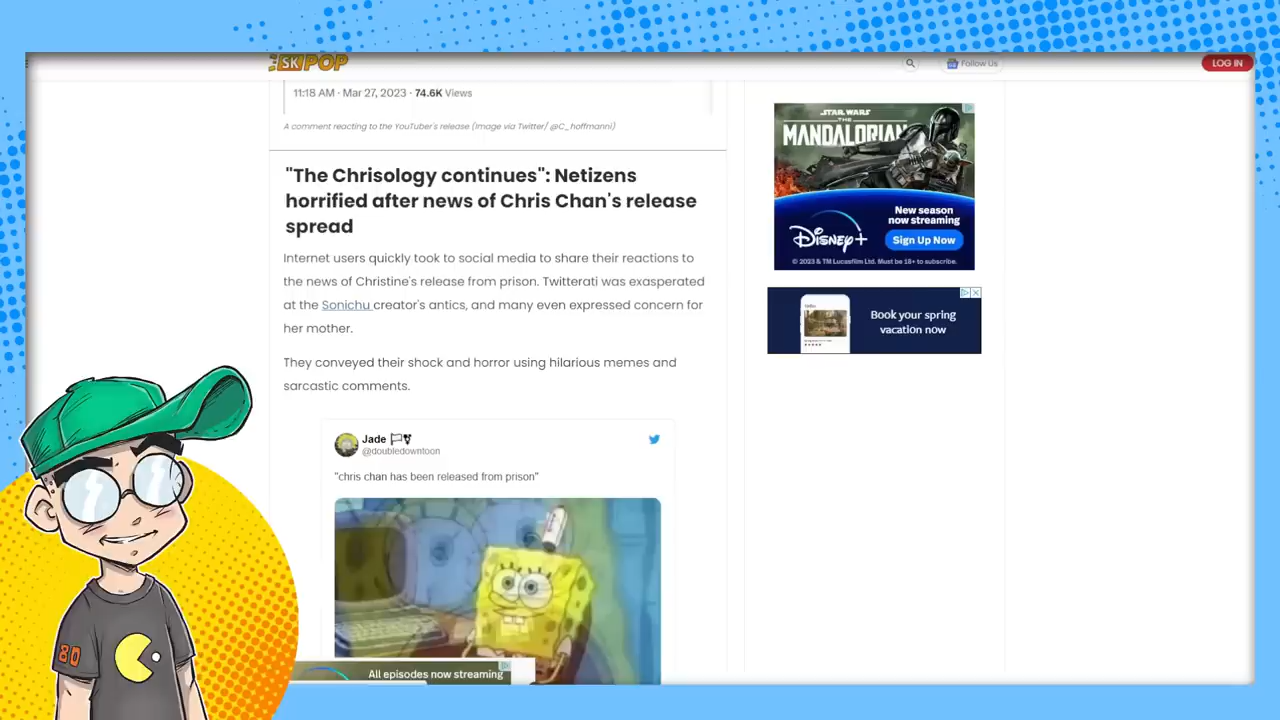 SK POP
Follow Us
LOG IN
11:18 AM · Mar 27, 2023 · 74.6K Views
A comment reacting to the YouTuber's release (Image via Twitter/ @C_hoffmannl)
"The Chrisology continues": Netizens
horrified after news of Chris Chan's release
spread
Internet users quickly took to social media to share their reactions to
the news of Christine's release from prison. Twitterati was exasperated
at the Sonichu creator's antics, and many even expressed concern for
her mother.
They conveyed their shock and horror using hilarious memes and
sarcastic comments.
Jade
@doubledowntoon
"chris chan has been released from prison"
All episodes now streaming
STAR WARS
THE
MANDALORIAN
New season
now streaming
Disney+
Sign Up Now
© 2023 & TM Lucasfilm Ltd. Must be 18+ to subscribe.
Book your spring
vacation now
80